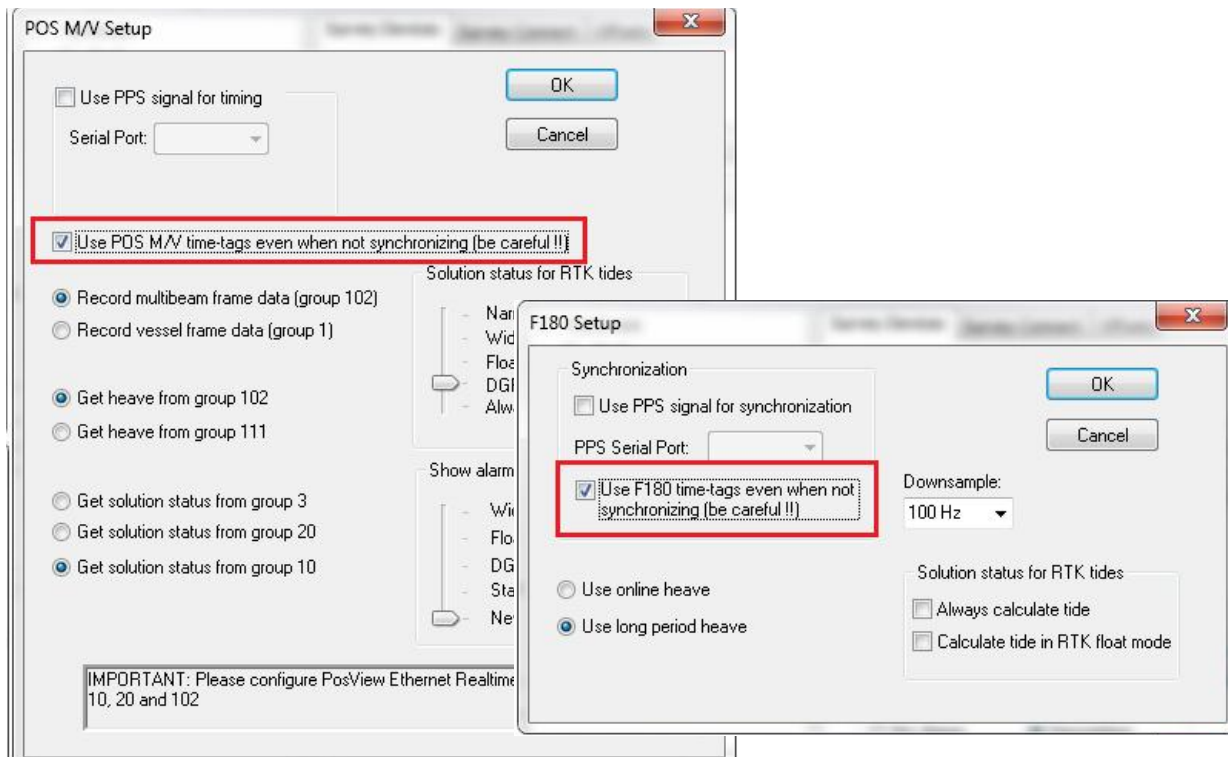 POS M/V Setup
Use PPS signal for timing
Serial Port:
OK
Cancel
Use POS M/V time-tags even when not synchronizing (be careful !!)
Record multibeam frame data (group 102)
Record vessel frame data (group 1)
Get heave from group 102
Get heave from group 111
Get solution status from group 3
Get solution status from group 20
Get solution status from group 10
Solution status for RTK tides
Show alarm
IMPORTANT: Please configure PosView Ethernet Realtime
10, 20 and 102
F180 Setup
Synchronization
Use PPS signal for synchronization
PPS Serial Port:
Use F180 time-tags even when not
synchronizing (be careful !!)
OK
Cancel
Downsample:
100 Hz
Use online heave
Use long period heave
Solution status for RTK tides
Always calculate tide
Calculate tide in RTK float mode